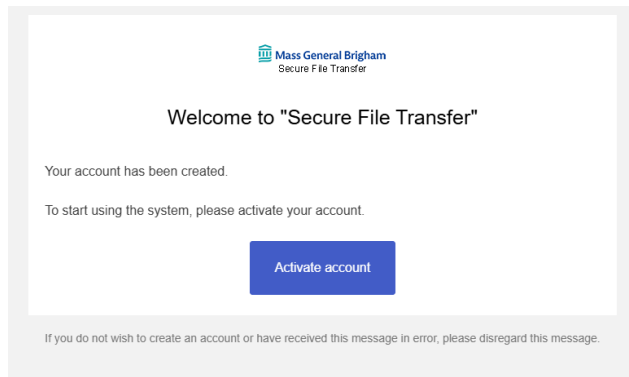 Mass General Brigham
Secure File Transfer
Welcome to "Secure File Transfer"
Your account has been created.
To start using the system, please activate your account.
Activate account
If you do not wish to create an account or have received this message in error, please disregard this message.